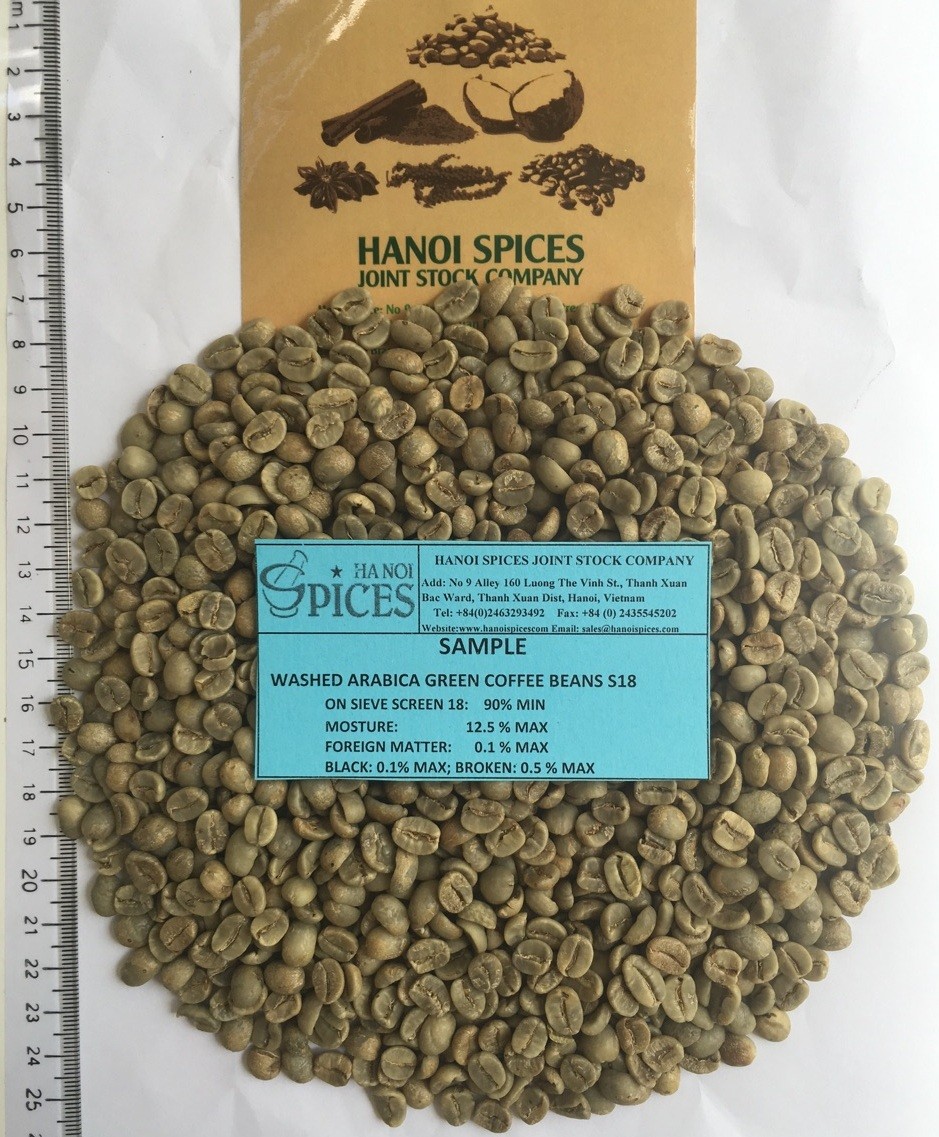 HANOI SPICES
JOINT STOCK COMPANY
No
HANOI
SPICES
HANOI SPICES JOINT STOCK COMPANY
Add: No 9 Alley 160 Luong The Vinh St., Thanh Xuan
Bac Ward, Thanh Xuan Dist, Hanoi, Vietnam
Tel: +84(0)2463293492 Fax: +84 (0) 2435545202
Website:www.hanoispicescom Email: sales@hanoispices.com
SAMPLE
WASHED ARABICA GREEN COFFEE BEANS S18
ON SIEVE SCREEN 18: 90% MIN
MOSTURE: 12.5 % MAX
FOREIGN MATTER: 0.1 % MAX
BLACK: 0.1% MAX; BROKEN: 0.5 % MAX
1
2
3
4
5
6
7
8
9
10
11
12
13
14
15
16
17
18
19
20
21
22
23
24
25